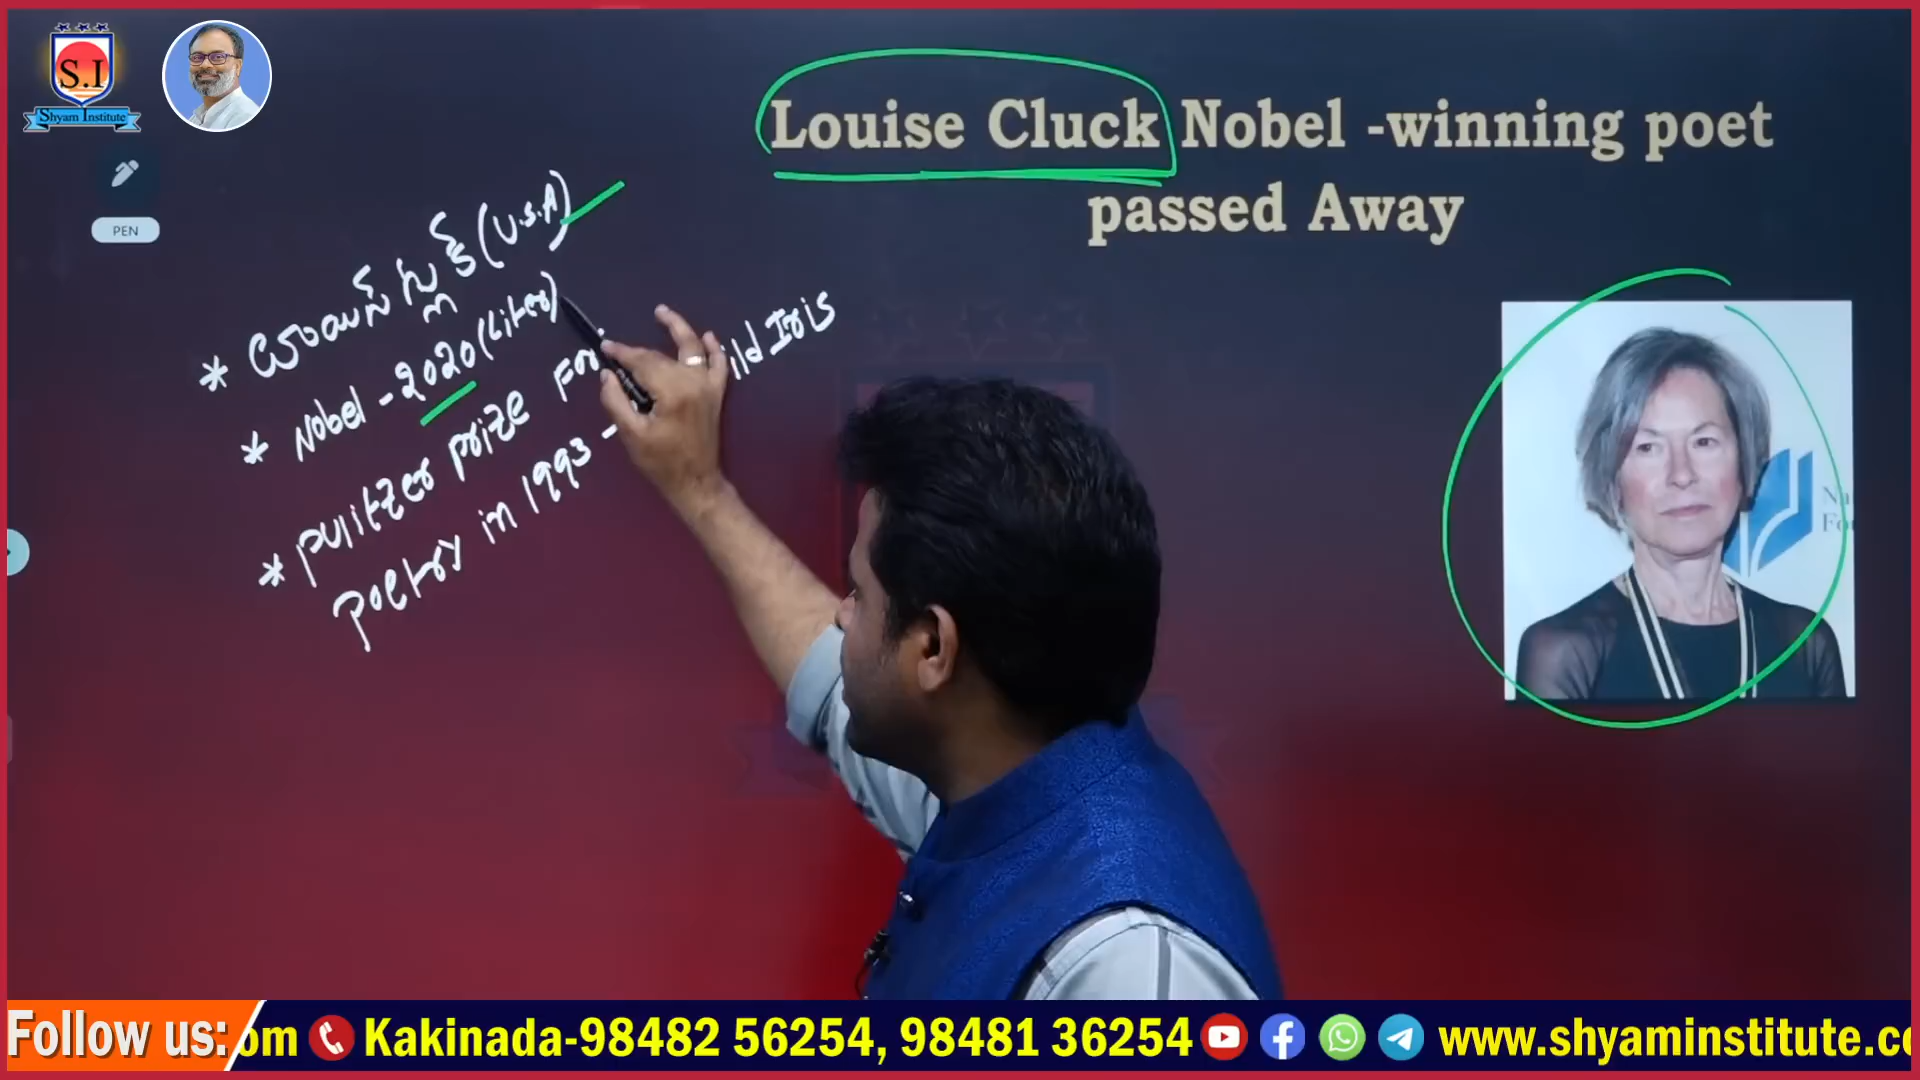 S.I
Shyam Institute
PEN
Louise Cluck Nobel -winning poet
passed Away
* లూయిస్ గ్లుక్ (U.S.A)
* Nobel - 2020 (Liter)
* Pulitzer Prize For
Poetry in 1993 - ild Iris
Follow us:
om Kakinada-98482 56254, 98481 36254 www.shyaminstitute.co